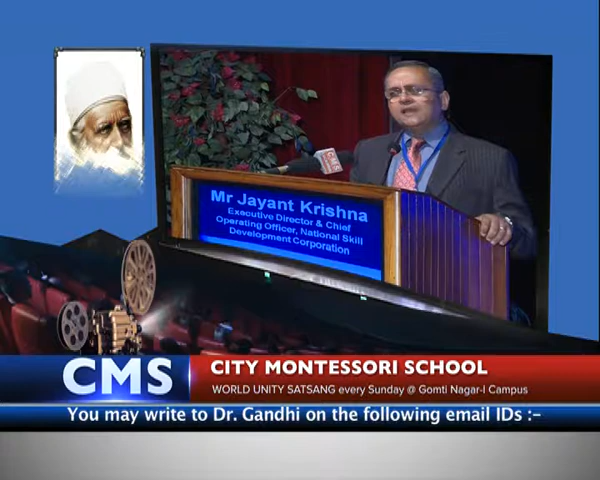 Mr Jayant Krishna
Executive Director & Chief
Operating Officer, National Skill
Development Corporation
CMS
CITY MONTESSORI SCHOOL
WORLD UNITY SATSANG every Sunday @ Gomti Nagar-I Campus
You may write to Dr. Gandhi on the following email IDs :-